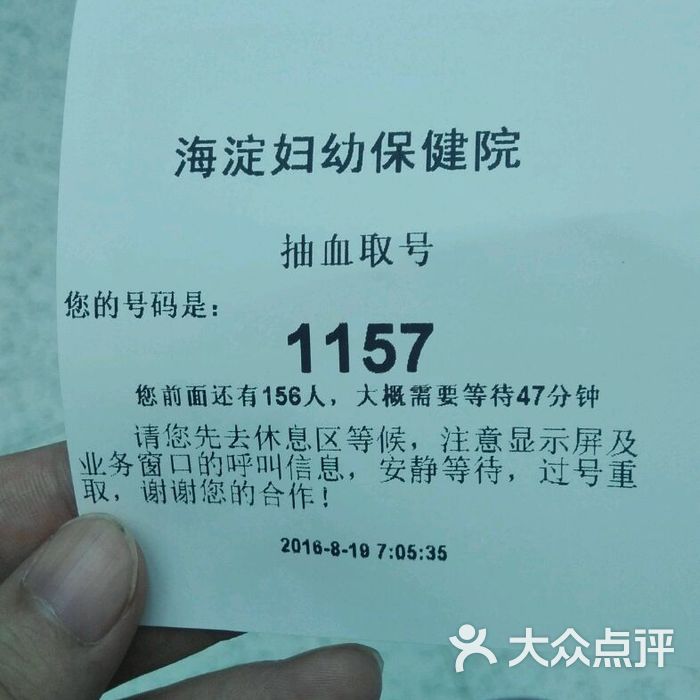 海淀妇幼保健院
抽血取号
您的号码是：
1157
您前面还有156人，大概需要等待47分钟
请您先去休息区等候，注意显示屏及
业务窗口的呼叫信息，安静等待，过号重
取，谢谢您的合作！
2016-8-19 7:05:35
大众点评